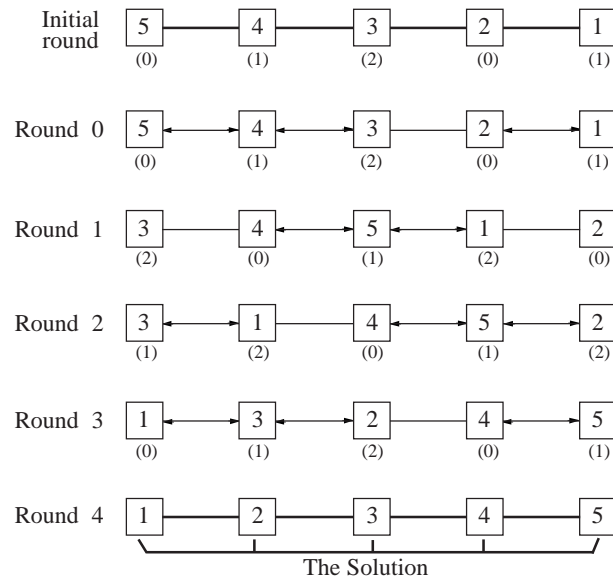 Initial round 5 4 3 2 1
(0) (1) (2) (0) (1)
Round 0 5 4 3 2 1
(0) (1) (2) (0) (1)
Round 1 3 4 5 1 2
(2) (0) (1) (2) (0)
Round 2 3 1 4 5 2
(1) (2) (0) (1) (2)
Round 3 1 3 2 4 5
(0) (1) (2) (0) (1)
Round 4 1 2 3 4 5
The Solution